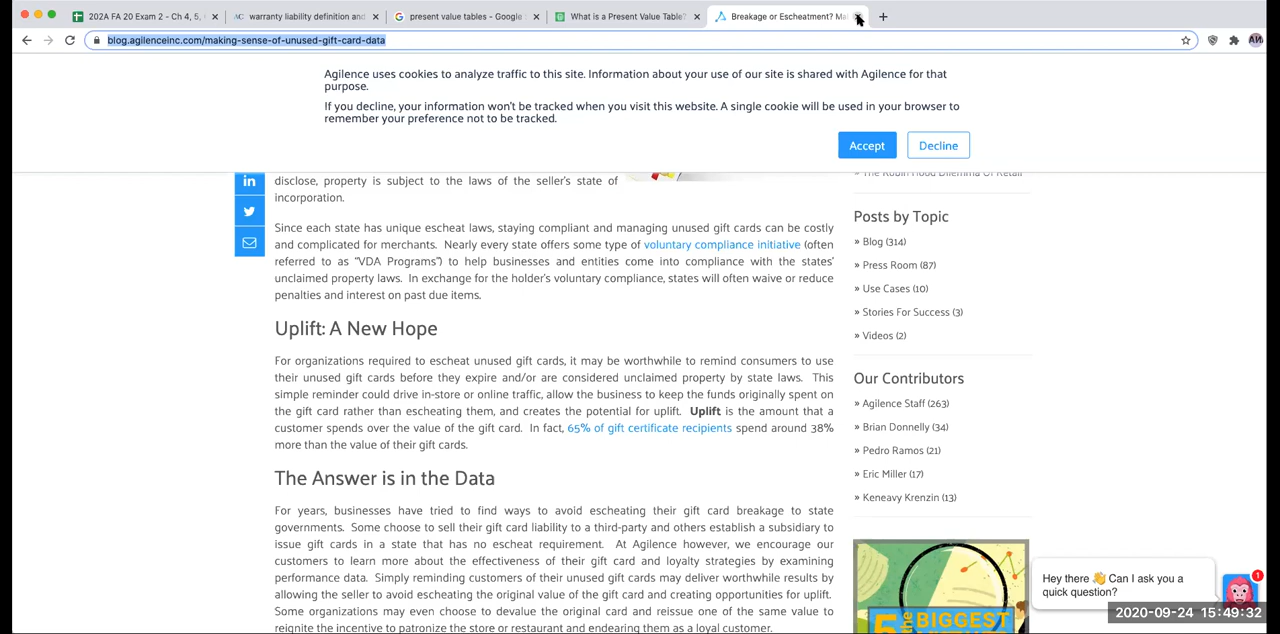 202A FA 20 Exam 2 - Ch 4, 5,
warranty liability definition and
present value tables - Google
What is a Present Value Table?
Breakage or Escheatment? Ma
blog.agilenceinc.com/making-sense-of-unused-gift-card-data
Agilence uses cookies to analyze traffic to this site. Information about your use of our site is shared with Agilence for that
purpose.
If you decline, your information won't be tracked when you visit this website. A single cookie will be used in your browser to
remember your preference not to be tracked.
Accept
Decline
disclose, property is subject to the laws of the seller's state of
incorporation.
Since each state has unique escheat laws, staying compliant and managing unused gift cards can be costly
and complicated for merchants. Nearly every state offers some type of voluntary compliance initiative (often
referred to as "VDA Programs") to help businesses and entities come into compliance with the states'
unclaimed property laws. In exchange for the holder's voluntary compliance, states will often waive or reduce
penalties and interest on past due items.
Uplift: A New Hope
For organizations required to escheat unused gift cards, it may be worthwhile to remind consumers to use
their unused gift cards before they expire and/or are considered unclaimed property by state laws. This
simple reminder could drive in-store or online traffic, allow the business to keep the funds originally spent on
the gift card rather than escheating them, and creates the potential for uplift. Uplift is the amount that a
customer spends over the value of the gift card. In fact, 65% of gift certificate recipients spend around 38%
more than the value of their gift cards.
The Answer is in the Data
For years, businesses have tried to find ways to avoid escheating their gift card breakage to state
governments. Some choose to sell their gift card liability to a third-party and others establish a subsidiary to
issue gift cards in a state that has no escheat requirement. At Agilence however, we encourage our
customers to learn more about the effectiveness of their gift card and loyalty strategies by examining
performance data. Simply reminding customers of their unused gift cards may deliver worthwhile results by
allowing the seller to avoid escheating the original value of the gift card and creating opportunities for uplift.
Some organizations may even choose to devalue the original card and reissue one of the same value to
reignite the incentive to patronize the store or restaurant and endearing them as a loyal customer.
» The Robin Hood Dilemma Of Retail
Posts by Topic
» Blog (314)
» Press Room (87)
» Use Cases (10)
» Stories For Success (3)
» Videos (2)
Our Contributors
» Agilence Staff (263)
» Brian Donnelly (34)
» Pedro Ramos (21)
» Eric Miller (17)
» Keneavy Krenzin (13)
5 the BIGGEST
Hey there 👋 Can I ask you a
quick question?
1
2020-09-24 15:49:32